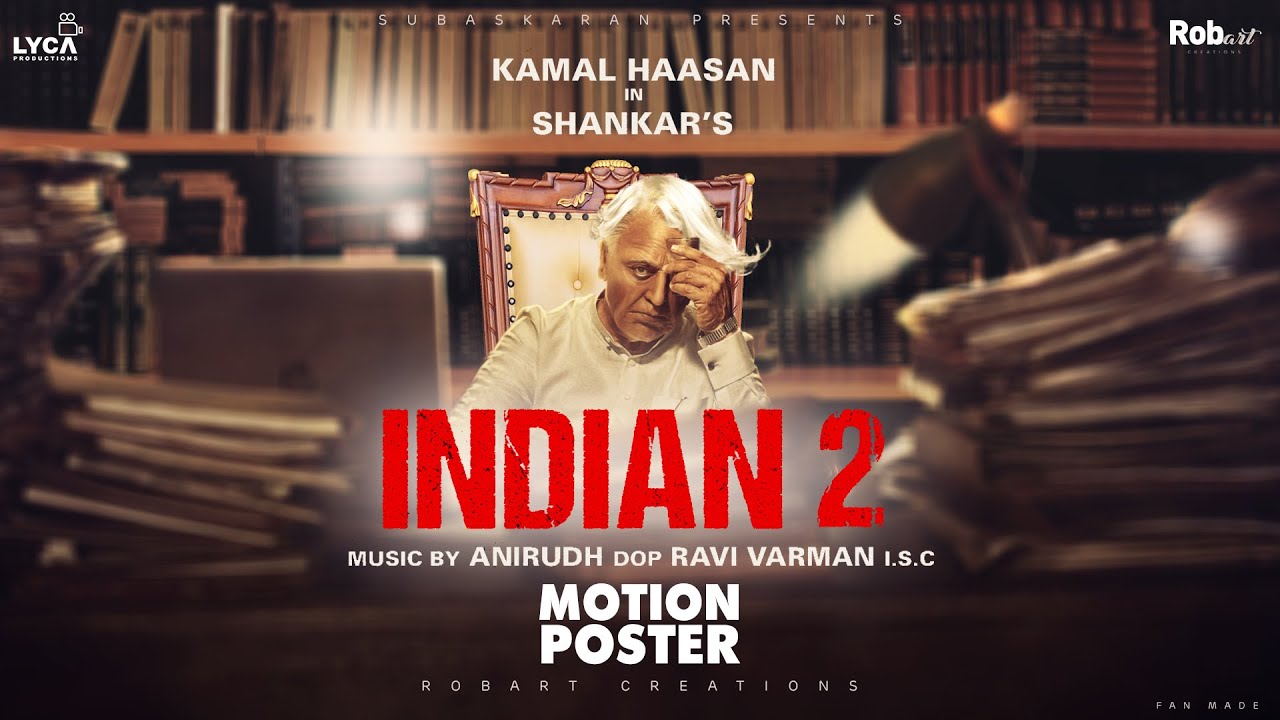 SUBASKARAN PRESENTS
LYCA
PRODUCTIONS
Robart
CREATIONS
KAMAL HAASAN
IN
SHANKAR'S
INDIAN 2
MUSIC BY ANIRUDH DOP RAVI VARMAN I.S.C
MOTION
POSTER
ROBART CREATIONS
FAN MADE